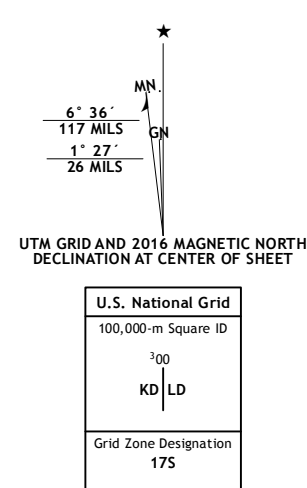 ★
MN.
6° 36´
117 MILS
GN
1° 27´
26 MILS
UTM GRID AND 2016 MAGNETIC NORTH
DECLINATION AT CENTER OF SHEET
U.S. National Grid
100,000-m Square ID
³00
KD LD
Grid Zone Designation
17S